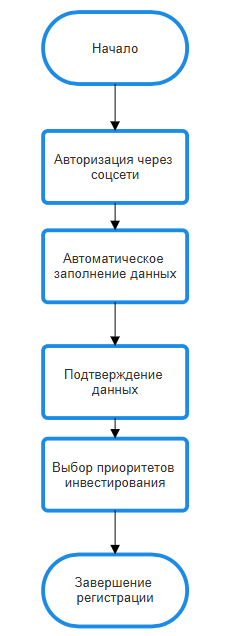 Начало
Авторизация через
соцсети
Автоматическое
заполнение данных
Подтверждение
данных
Выбор приоритетов
инвестирования
Завершение
регистрации